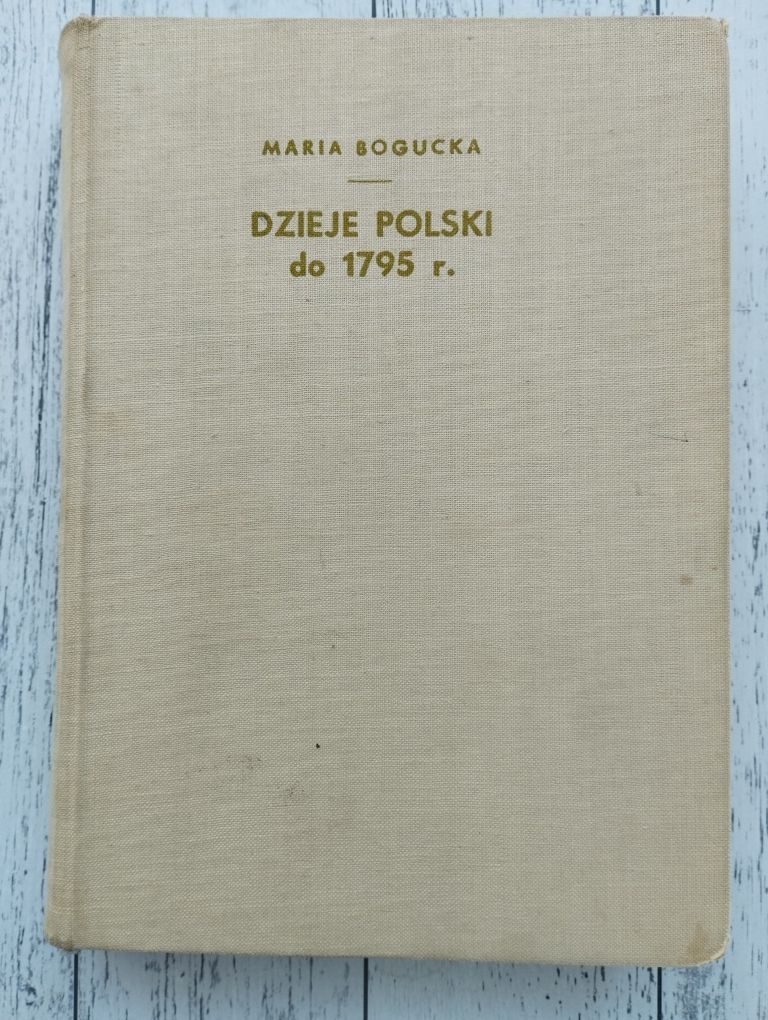 MARIA BOGUCKA
DZIEJE POLSKI
do 1795 r.